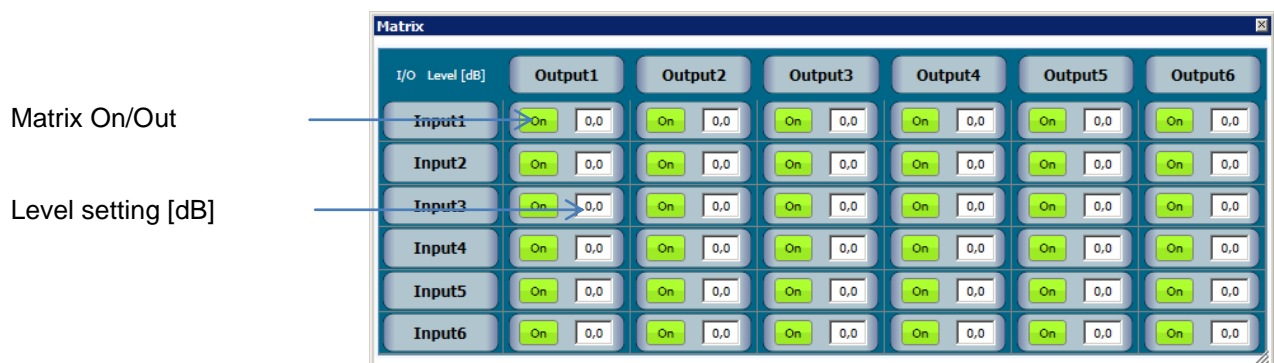 Matrix
I/O Level [dB] Output1 Output2 Output3 Output4 Output5 Output6
Matrix On/Out
Input1 On 0,0 On 0,0 On 0,0 On 0,0 On 0,0 On 0,0
Input2 On 0,0 On 0,0 On 0,0 On 0,0 On 0,0 On 0,0
Level setting [dB]
Input3 On 0,0 On 0,0 On 0,0 On 0,0 On 0,0 On 0,0
Input4 On 0,0 On 0,0 On 0,0 On 0,0 On 0,0 On 0,0
Input5 On 0,0 On 0,0 On 0,0 On 0,0 On 0,0 On 0,0
Input6 On 0,0 On 0,0 On 0,0 On 0,0 On 0,0 On 0,0